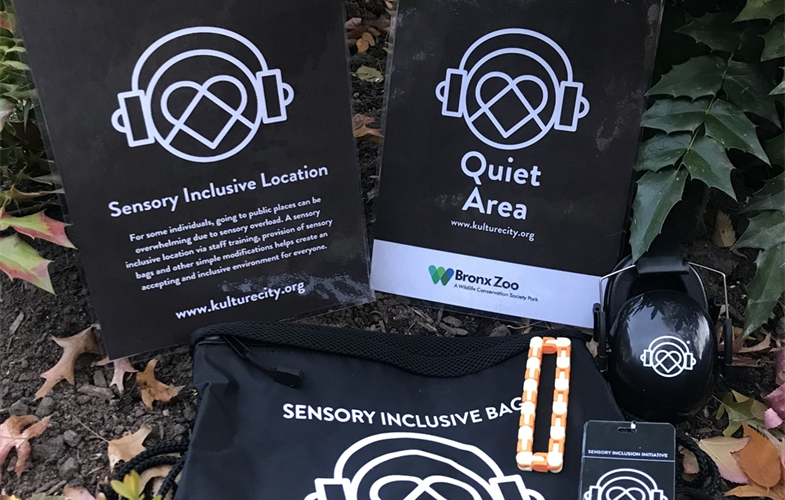 Sensory Inclusive Location
For some individuals, going to public places can be
overwhelming due to sensory overload. A sensory
inclusive location via staff training, provision of sensory
bags and other simple modifications helps create an
accepting and inclusive environment for everyone.
www.kulturecity.org
Quiet
Area
www.kulturecity.org
Bronx Zoo
A Wildlife Conservation Society Park
SENSORY INCLUSIVE BAG
SENSORY INCLUSION INITIATIVE